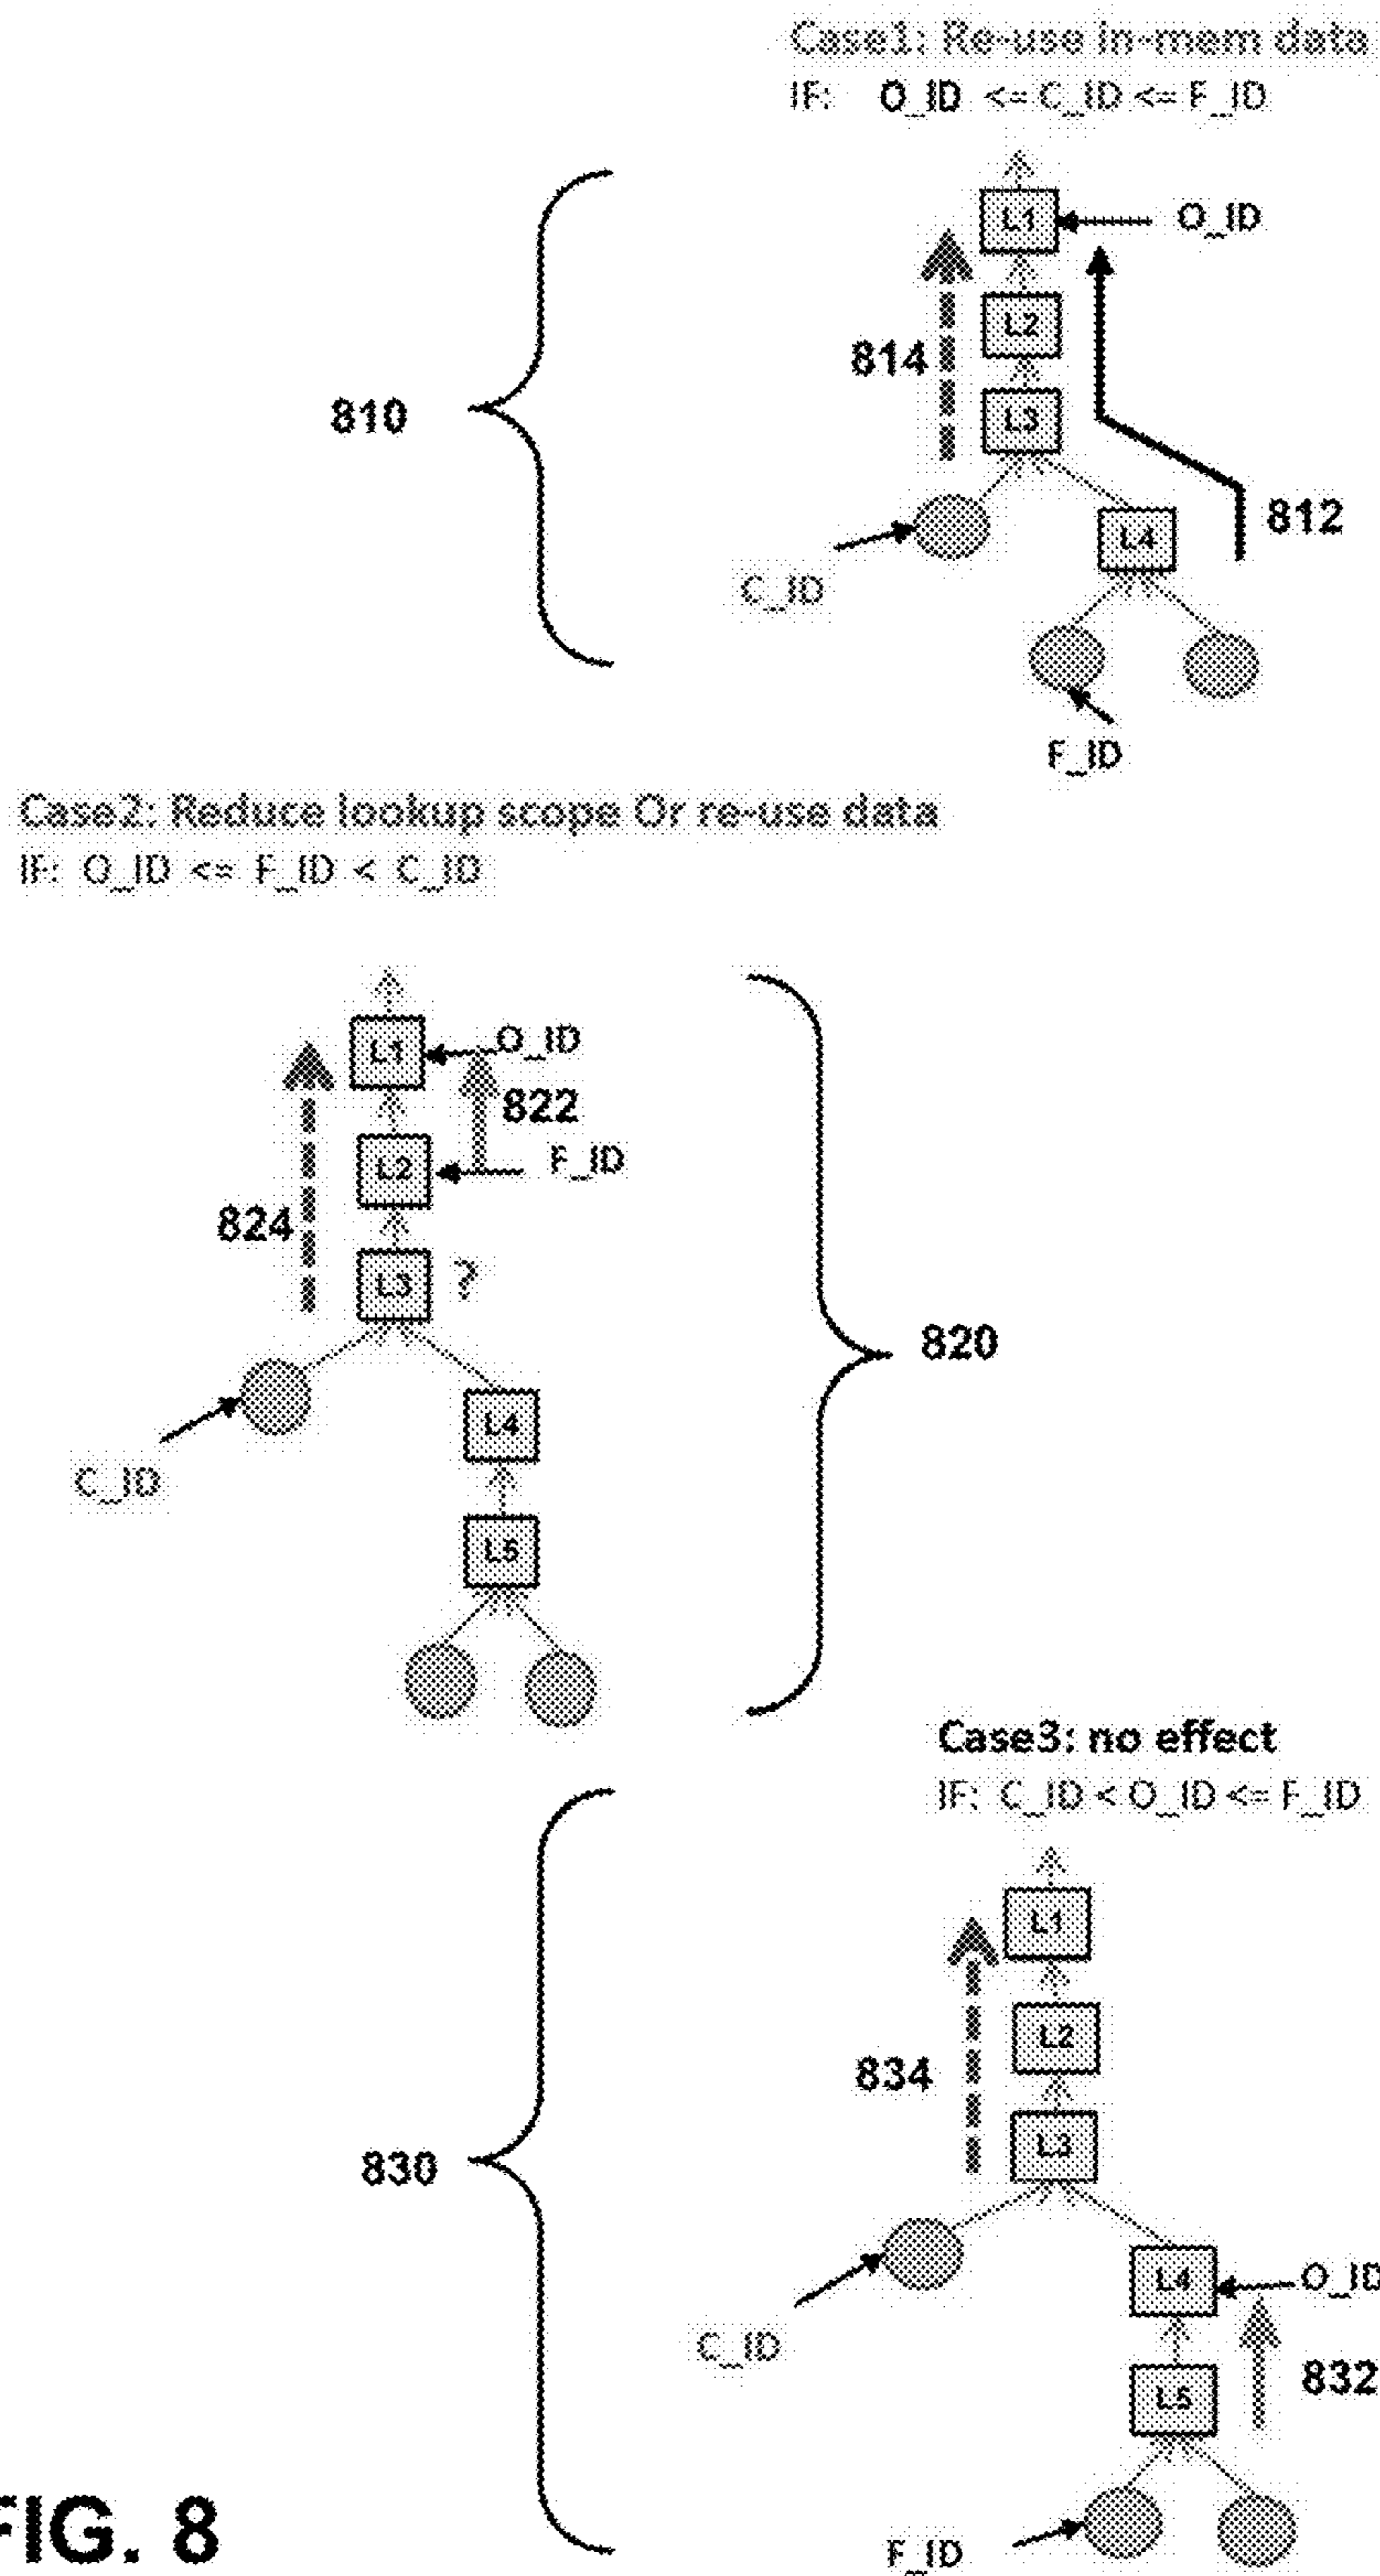 Case1: Re-use in-mem data
IF: O_ID <= C_ID <= F_ID
L1
O_ID
L2
814
810
L3
812
L4
C_ID
F_ID
Case2: Reduce lookup scope Or re-use data
IF: O_ID <= F_ID < C_ID
L1
O_ID
822
L2
F_ID
824
L3 ?
820
L4
C_ID
L5
Case3: no effect
IF: C_ID < O_ID <= F_ID
L1
L2
834
L3
830
L4
O_ID
C_ID
L5
832
F_ID
FIG. 8